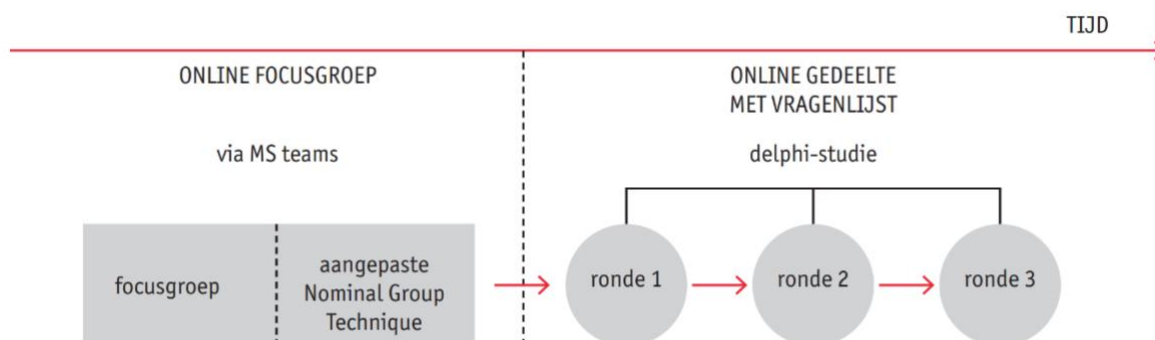 TIJD
ONLINE FOCUSGROEP
via MS teams
focusgroep
aangepaste
Nominal Group
Technique
ONLINE GEDEELTE
MET VRAGENLIJST
delphi-studie
ronde 1
ronde 2
ronde 3